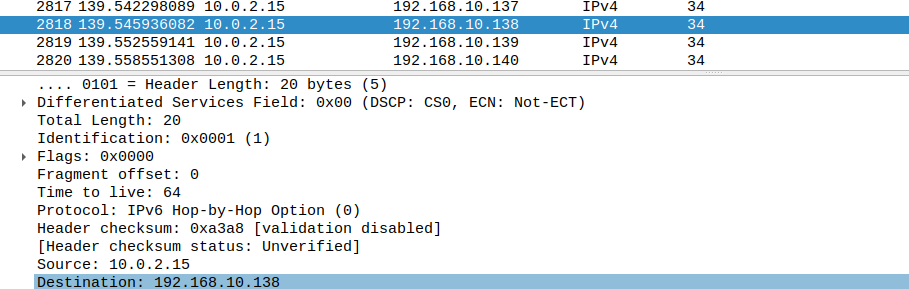 2817 139.542298089 10.0.2.15 192.168.10.137 IPv4 34
2818 139.545936082 10.0.2.15 192.168.10.138 IPv4 34
2819 139.552559141 10.0.2.15 192.168.10.139 IPv4 34
2820 139.558551308 10.0.2.15 192.168.10.140 IPv4 34
.... 0101 = Header Length: 20 bytes (5)
Differentiated Services Field: 0x00 (DSCP: CS0, ECN: Not-ECT)
Total Length: 20
Identification: 0x0001 (1)
Flags: 0x0000
Fragment offset: 0
Time to live: 64
Protocol: IPv6 Hop-by-Hop Option (0)
Header checksum: 0xa3a8 [validation disabled]
[Header checksum status: Unverified]
Source: 10.0.2.15
Destination: 192.168.10.138